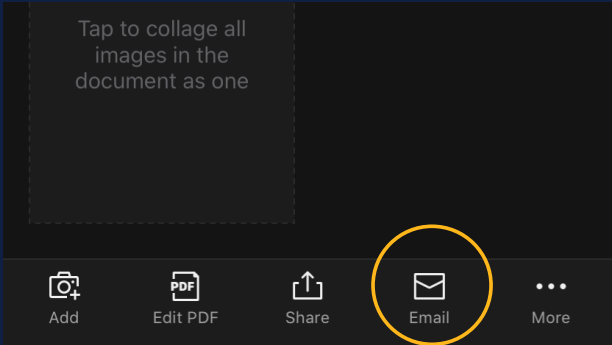 Tap to collage all
images in the
document as one
PDF
Add
Edit PDF
Share
Email
More